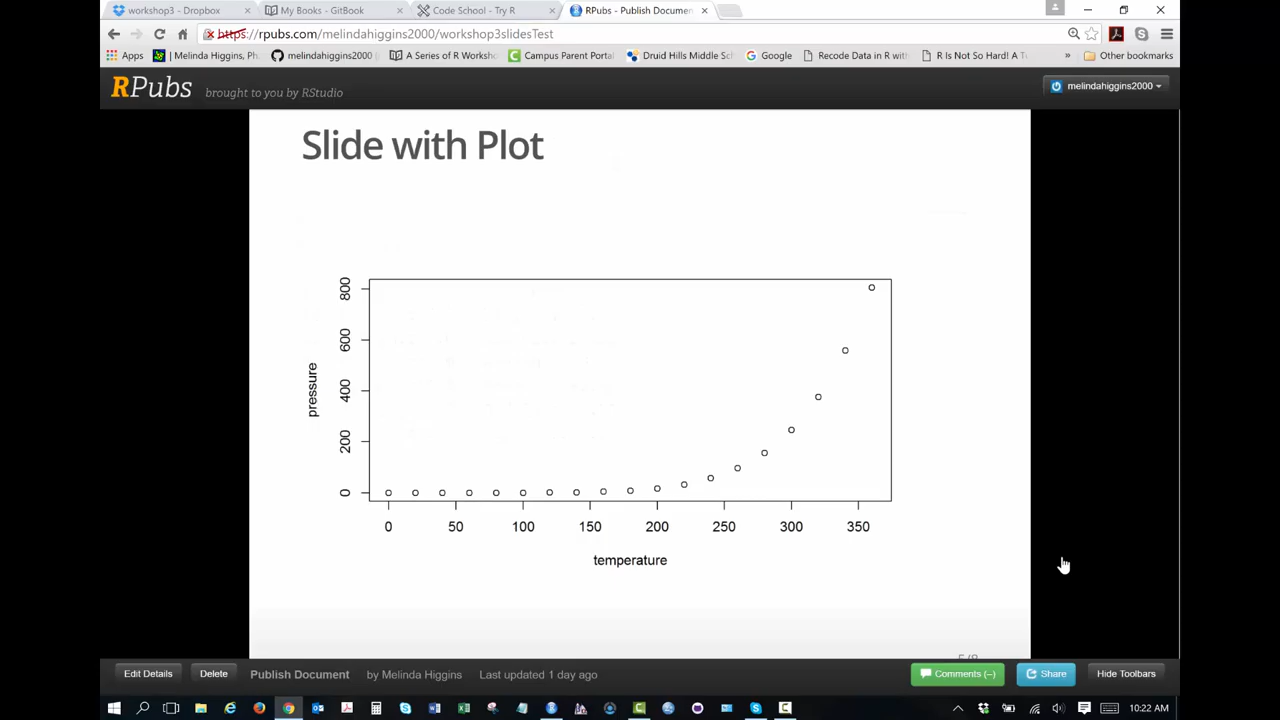 workshop3 - Dropbox
My Books - GitBook
Code School - Try R
RPubs - Publish Documen
https://rpubs.com/melindahiggins2000/workshop3slidesTest
Apps
Melinda Higgins, Ph
melindahiggins2000
A Series of R Worksho
Campus Parent Portal
Druid Hills Middle Sc
Google
Recode Data in R with
R Is Not So Hard! A T
»
Other bookmarks
RPubs brought to you by RStudio
melindahiggins2000
Slide with Plot
800
600
400
200
0
pressure
0 50 100 150 200 250 300 350
temperature
5/8
Edit Details
Delete
Publish Document by Melinda Higgins Last updated 1 day ago
Comments (–)
Share
Hide Toolbars
10:22 AM